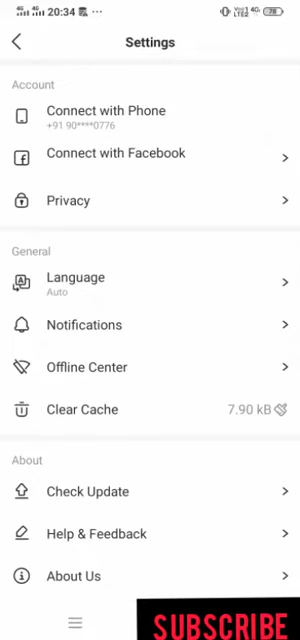 20:34
Settings
Account
Connect with Phone
+91 90****0776
Connect with Facebook
Privacy
General
Language
Auto
Notifications
Offline Center
Clear Cache
7.90 kB
About
Check Update
Help & Feedback
About Us
SUBSCRIBE